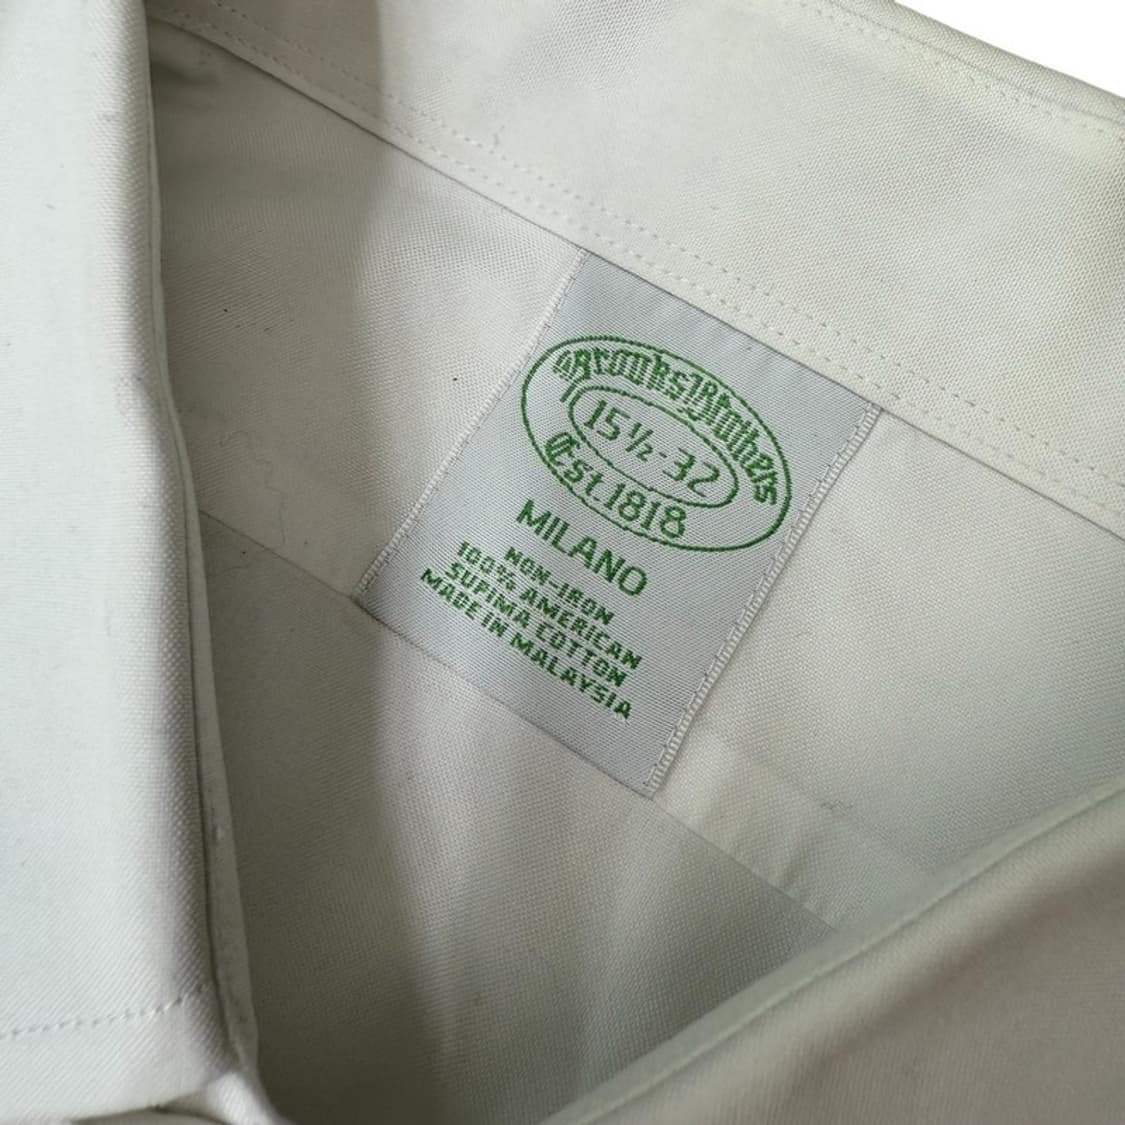 Brooks Brothers
15½-32
Est. 1818
MILANO
NON-IRON
100% AMERICAN
SUPIMA COTTON
MADE IN MALAYSIA